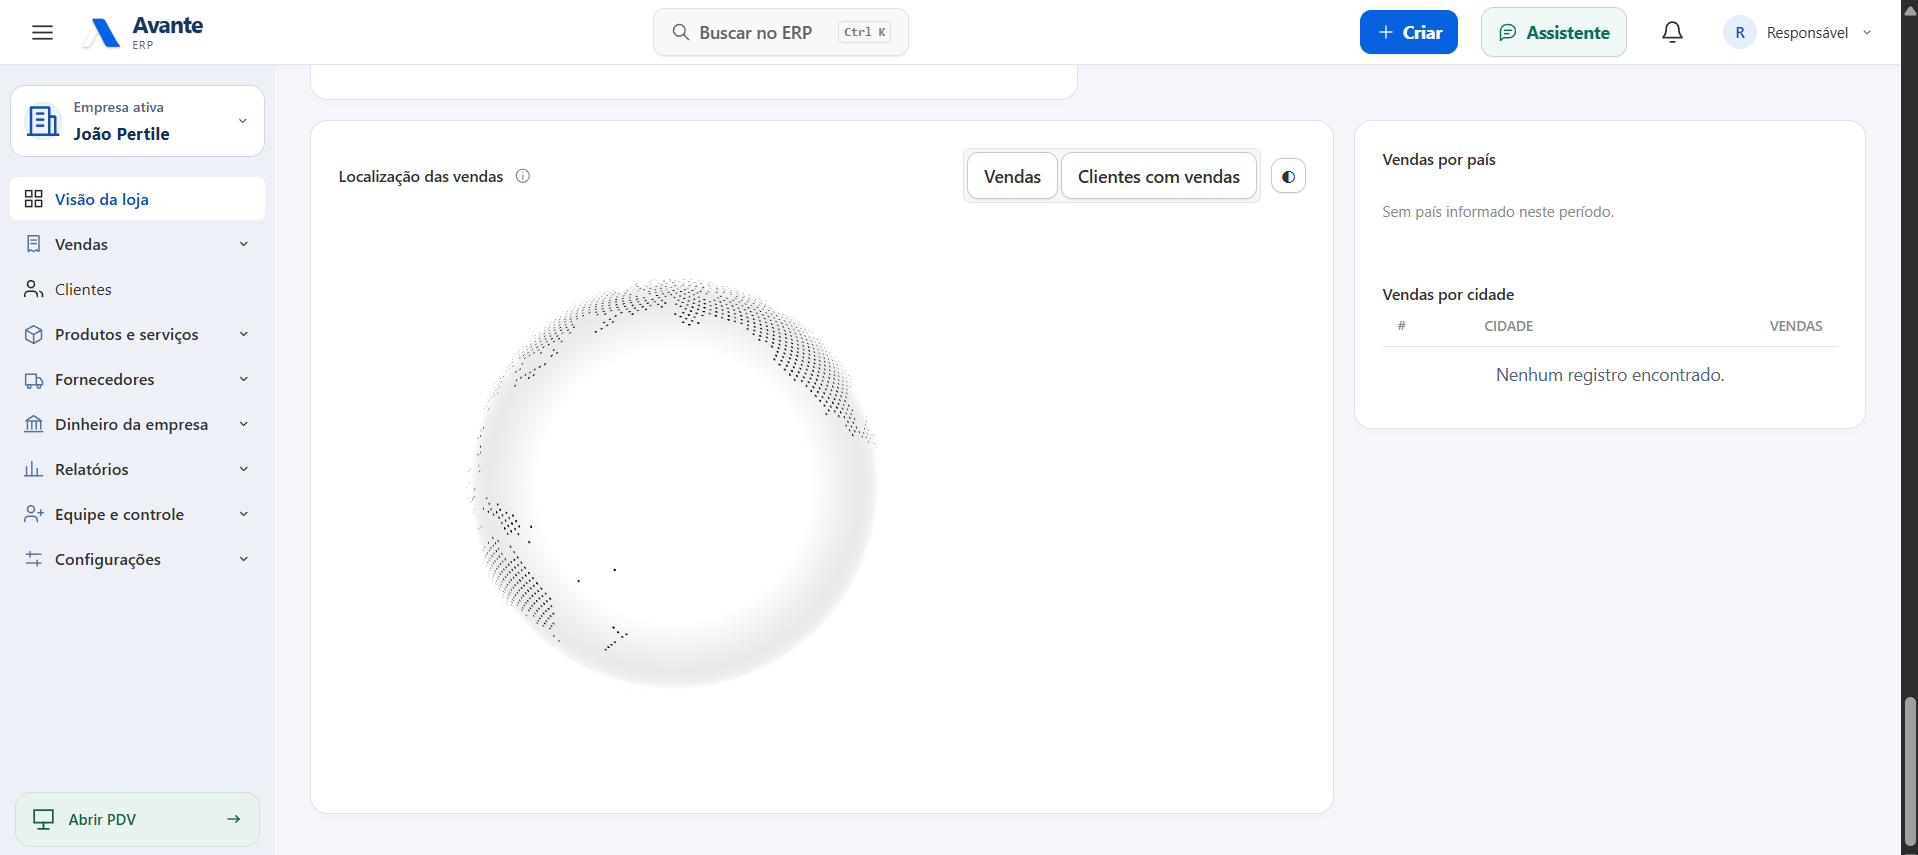 Avante
ERP
Buscar no ERP
Ctrl K
Criar
Assistente
R
Responsável
Empresa ativa
João Pertile
Visão da loja
Vendas
Clientes
Produtos e serviços
Fornecedores
Dinheiro da empresa
Relatórios
Equipe e controle
Configurações
Abrir PDV
Localização das vendas
Vendas
Clientes com vendas
Vendas por país
Sem país informado neste período.
Vendas por cidade
# CIDADE VENDAS
Nenhum registro encontrado.